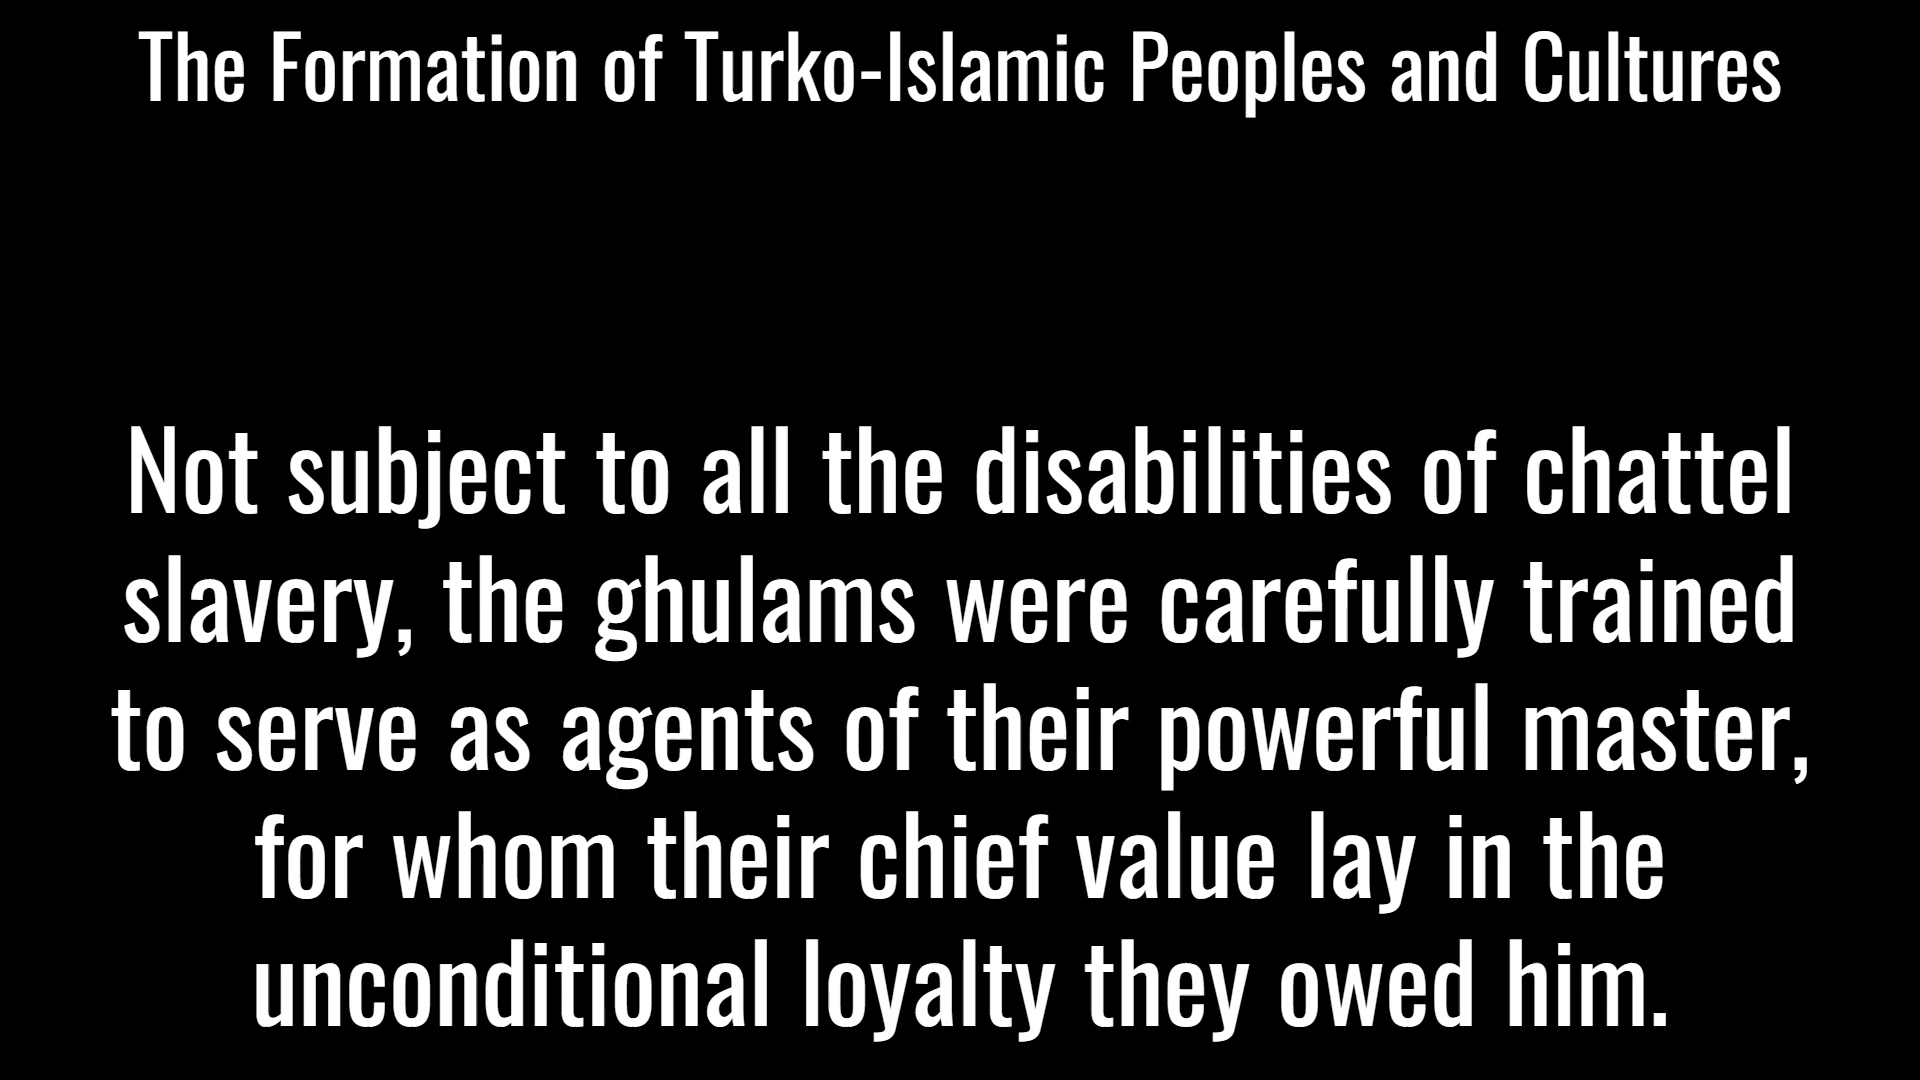 The Formation of Turko-Islamic Peoples and Cultures
Not subject to all the disabilities of chattel
slavery, the ghulams were carefully trained
to serve as agents of their powerful master,
for whom their chief value lay in the
unconditional loyalty they owed him.